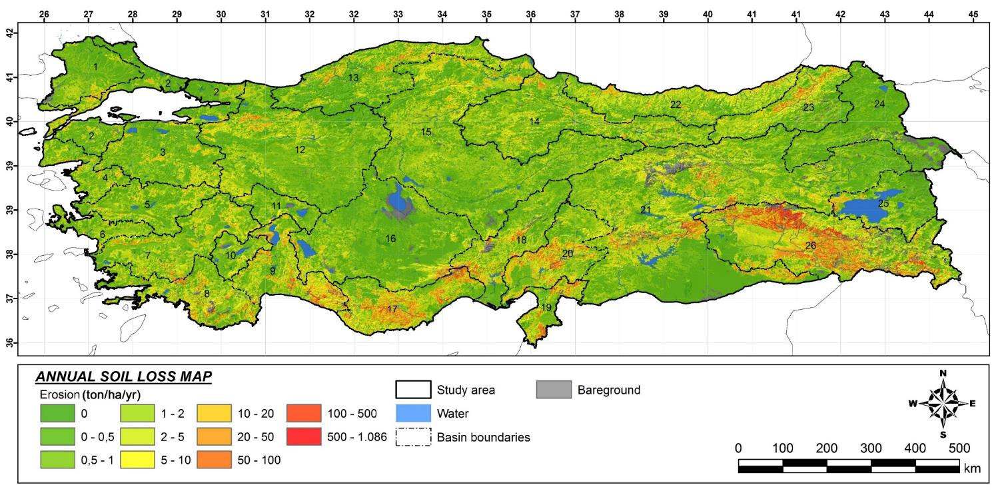 26 27 28 29 30 31 32 32 33 34 35 36 37 38 39 40 41 41 42 43 44 45
42
41
40
39
39
38
37
36
1
2
2
13
22
23
24
14
2
15
3
12
4
5
11
21
25
6
16
18
26
7
10
20
9
8
17
19
ANNUAL SOIL LOSS MAP
Erosion (ton/ha/yr)
0
0 - 0,5
0,5 - 1
1 - 2
2 - 5
5 - 10
10 - 20
20 - 50
50 - 100
100 - 500
500 - 1.086
Study area
Water
Basin boundaries
Bareground
N
W E
S
0 100 200 300 400 500
km